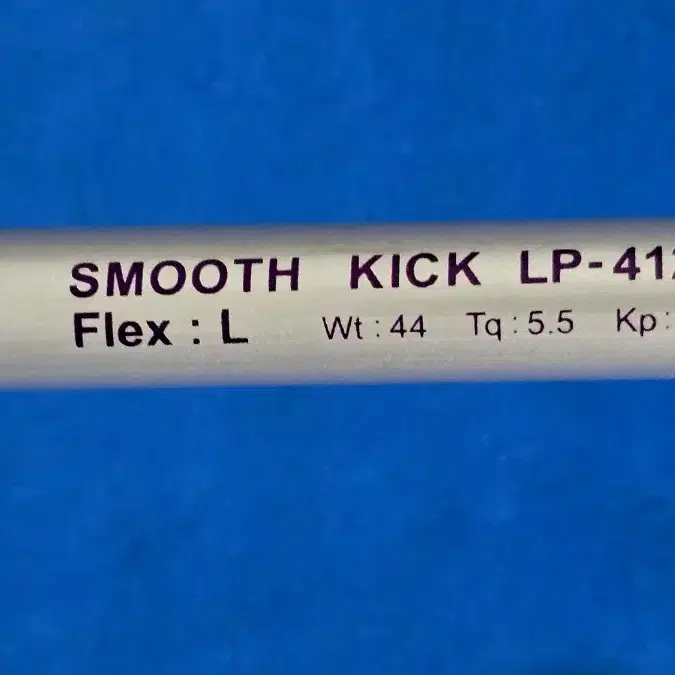 SMOOTH KICK LP-41
Flex : L Wt : 44 Tq : 5.5 Kp :